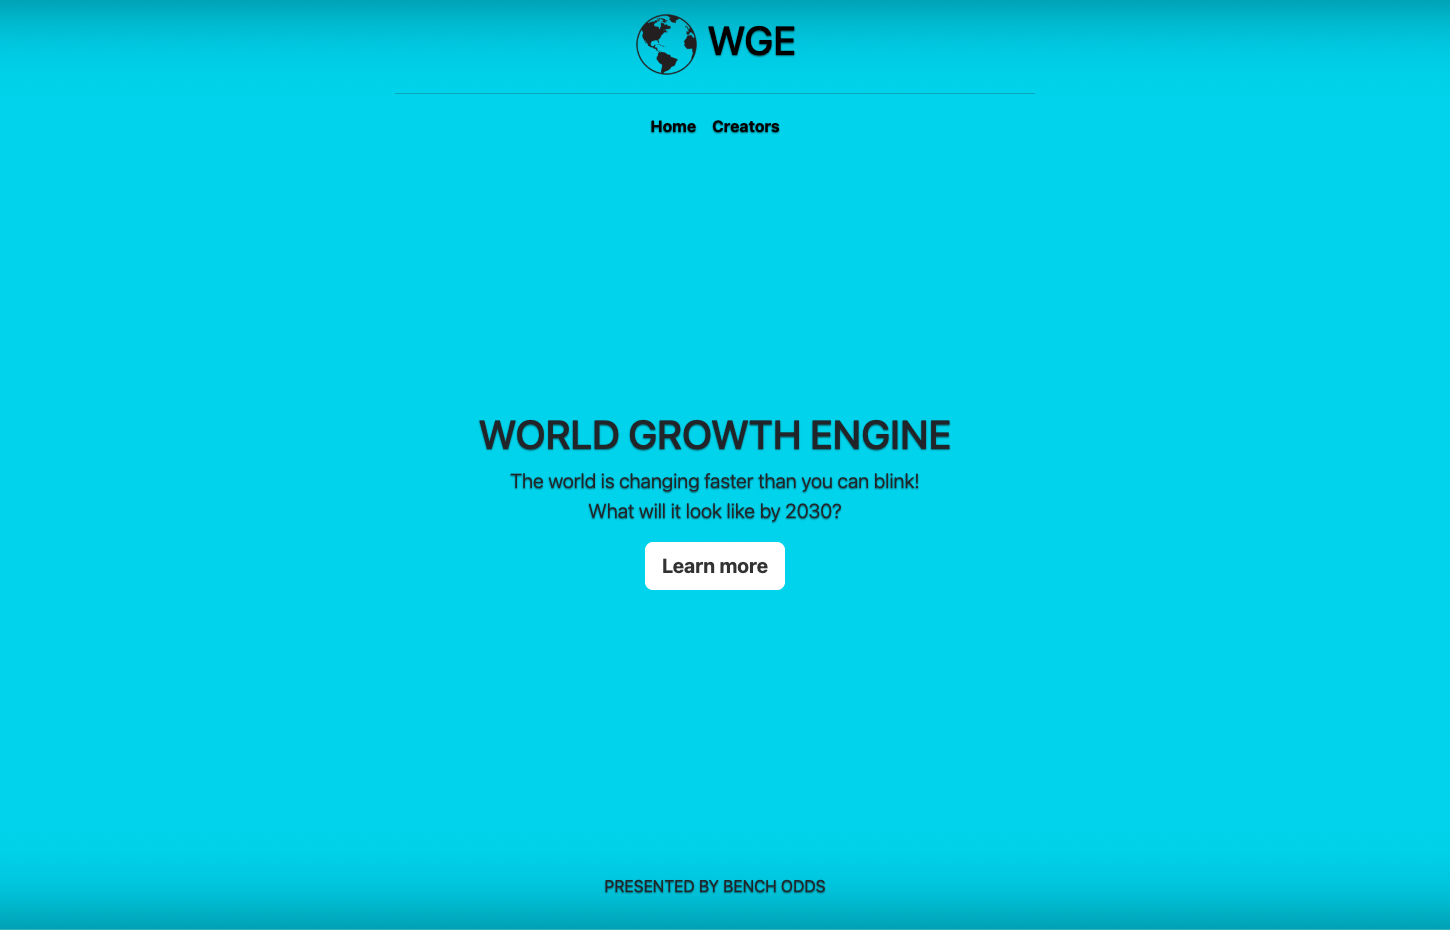 WGE
Home Creators
WORLD GROWTH ENGINE
The world is changing faster than you can blink!
What will it look like by 2030?
Learn more
PRESENTED BY BENCH ODDS